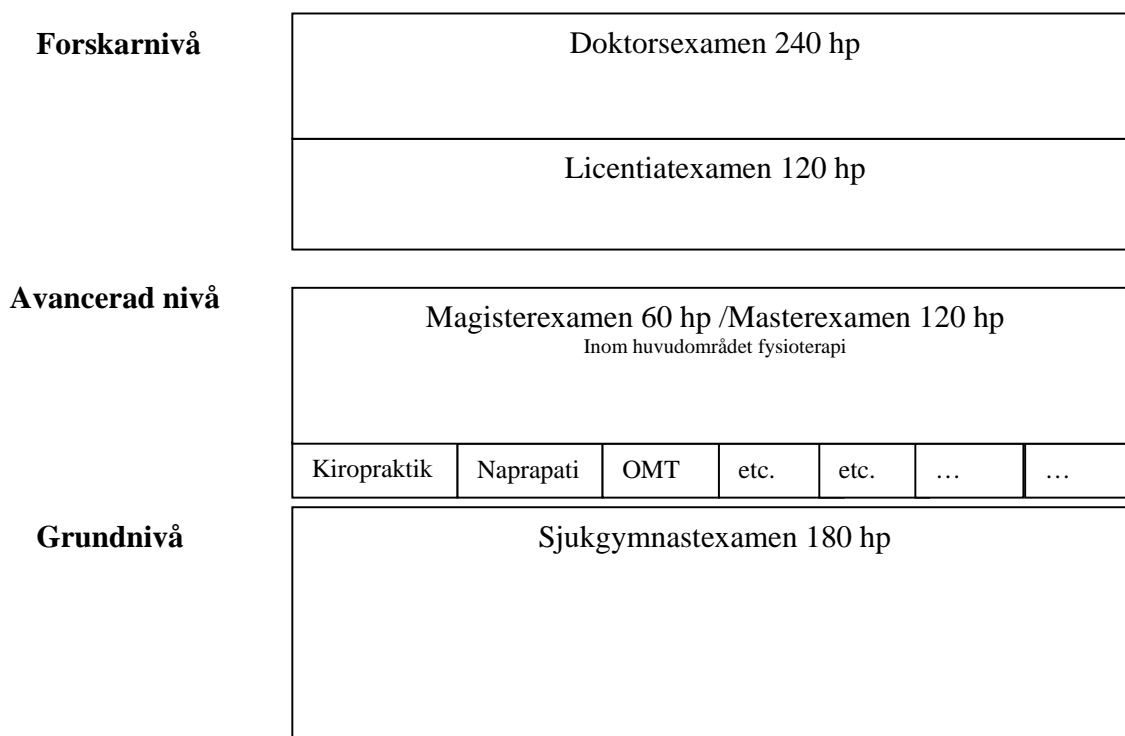 Forskarnivå
Doktorsexamen 240 hp
Licentiatexamen 120 hp
Avancerad nivå
Magisterexamen 60 hp /Masterexamen 120 hp
Inom huvudområdet fysioterapi
Kiropraktik Naprapati OMT etc. etc. … …
Grundnivå
Sjukgymnastexamen 180 hp